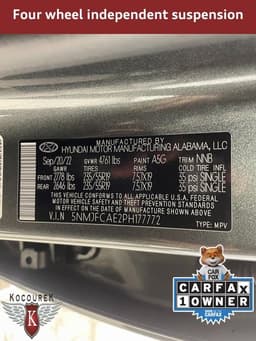 Four wheel independent suspension
MANUFACTURED BY
HYUNDAI MOTOR MANUFACTURING ALABAMA, LLC
Sep/20/22 GVWR 4761 lbs PAINT A5G TRIM NNB
GAWR TIRES RIMS COLD TIRE INFL
FRONT 2778 lbs 235/55R19 7.5JX19 35 psi SINGLE
REAR 2646 lbs 235/55R19 7.5JX19 35 psi SINGLE
THIS VEHICLE CONFORMS TO ALL APPLICABLE U.S.A. FEDERAL
MOTOR VEHICLE SAFETY AND THEFT PREVENTION STANDARDS
IN EFFECT ON THE DATE OF MANUFACTURE SHOWN ABOVE
V.I.N 5NMJFCAE2PH177772 TYPE: MPV
KOCOUREK
K
CAR
FOX
CARFAX
1 OWNER
CARFAX